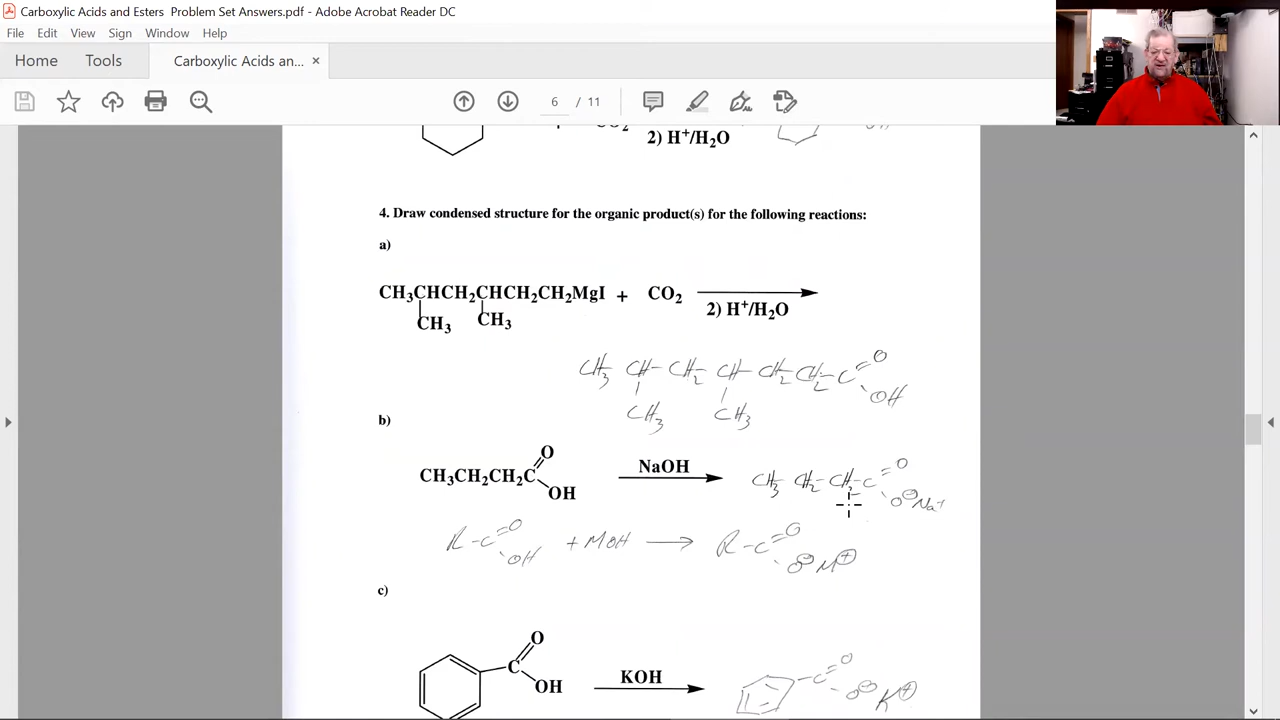 Carboxylic Acids and Esters Problem Set Answers.pdf - Adobe Acrobat Reader DC
File Edit View Sign Window Help
Home Tools Carboxylic Acids an... ×
6 / 11
+ CO2
2) H+/H2O
OH
4. Draw condensed structure for the organic product(s) for the following reactions:
a)
CH3CHCH2CHCH2CH2MgI + CO2
CH3 CH3
2) H+/H2O
CH3 CH-CH2-CH-CH2-CH2-C=O
OH
CH3 CH3
b)
CH3CH2CH2C O
OH
NaOH
CH3 CH2-CH2-C=O
O⊖Na+
R-C=O
OH
+ MOH → R-C=O
O⊖ M⊕
c)
C O
OH
KOH
C=O
O⊖ K⊕